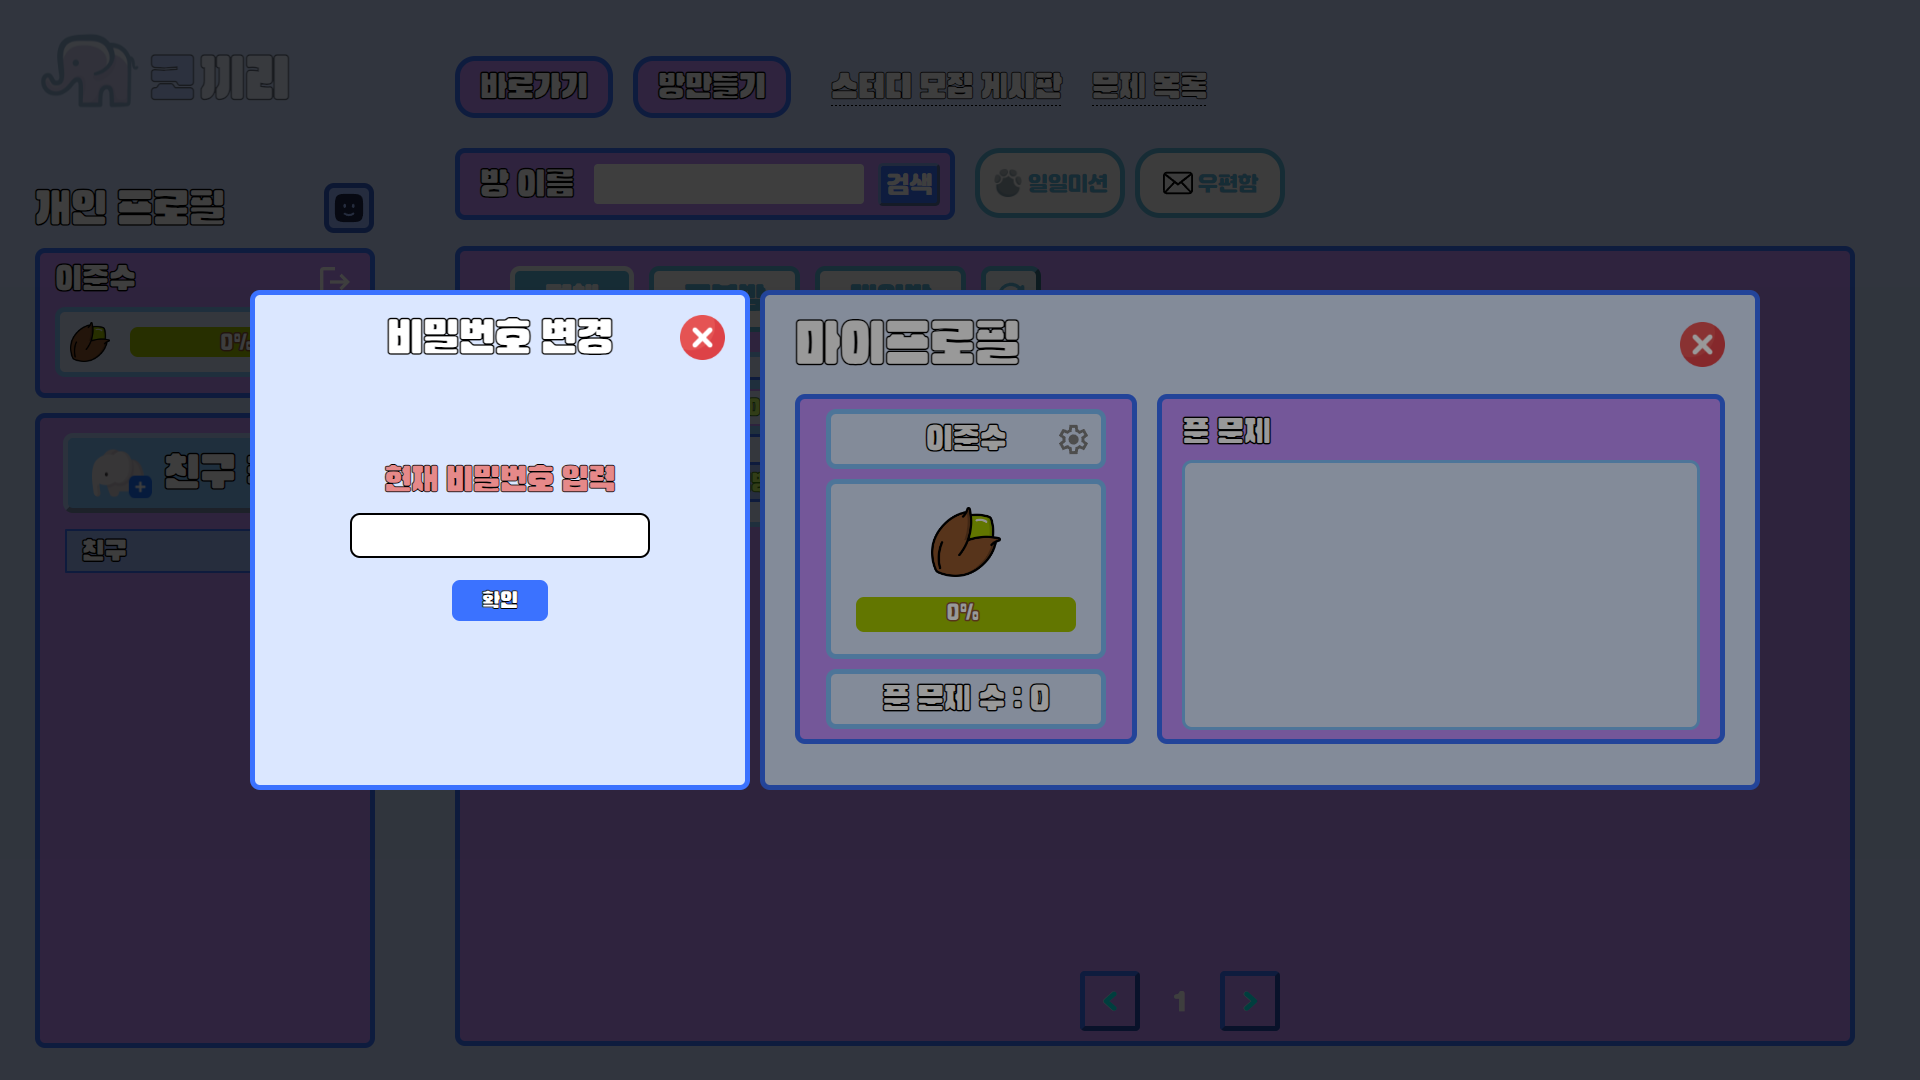 코끼리
바로가기
방만들기
스터디 모집 게시판
문제 목록
방 이름
검색
일일미션
우편함
개인 프로필
이준수
0%
친구
친구
비밀번호 변경
현재 비밀번호 입력
확인
마이프로필
이준수
0%
푼 문제 수 : 0
푼 문제
1